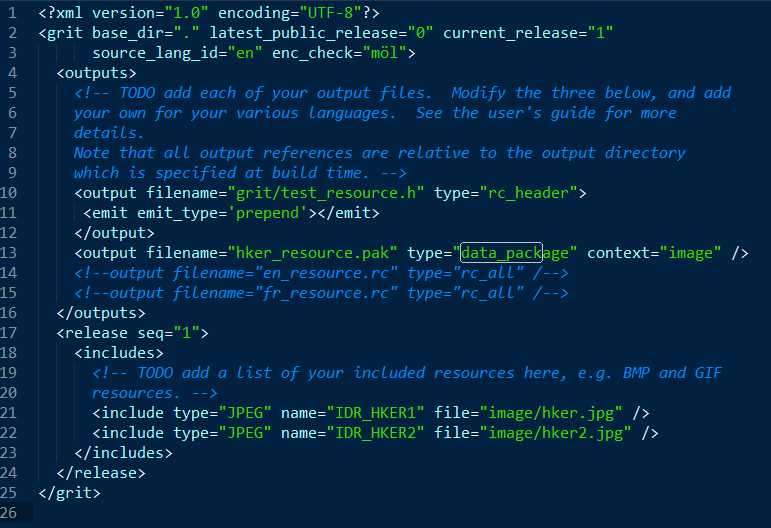 1 <?xml version="1.0" encoding="UTF-8"?>
2 <grit base_dir="." latest_public_release="0" current_release="1"
3 source_lang_id="en" enc_check="möl">
4 <outputs>
5 <!-- TODO add each of your output files.  Modify the three below, and add
6 your own for your various languages.  See the user's guide for more
7 details.
8 Note that all output references are relative to the output directory
9 which is specified at build time. -->
10 <output filename="grit/test_resource.h" type="rc_header">
11 <emit emit_type='prepend'></emit>
12 </output>
13 <output filename="hker_resource.pak" type="data_package" context="image" />
14 <!--output filename="en_resource.rc" type="rc_all" /-->
15 <!--output filename="fr_resource.rc" type="rc_all" /-->
16 </outputs>
17 <release seq="1">
18 <includes>
19 <!-- TODO add a list of your included resources here, e.g. BMP and GIF
20 resources. -->
21 <include type="JPEG" name="IDR_HKER1" file="image/hker.jpg" />
22 <include type="JPEG" name="IDR_HKER2" file="image/hker2.jpg" />
23 </includes>
24 </release>
25 </grit>
26